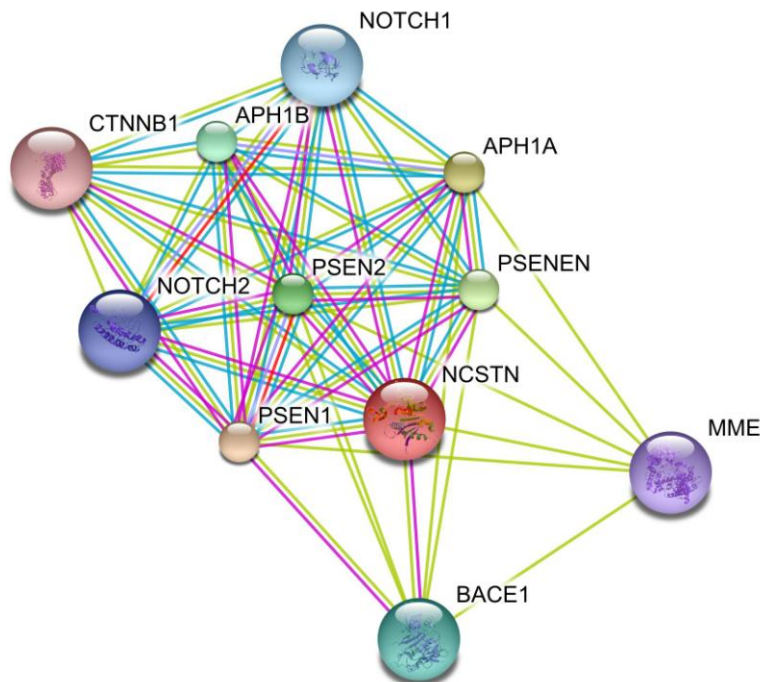 NOTCH1
APH1B
CTNNB1
APH1A
PSEN2
PSENEN
NOTCH2
NCSTN
PSEN1
MME
BACE1